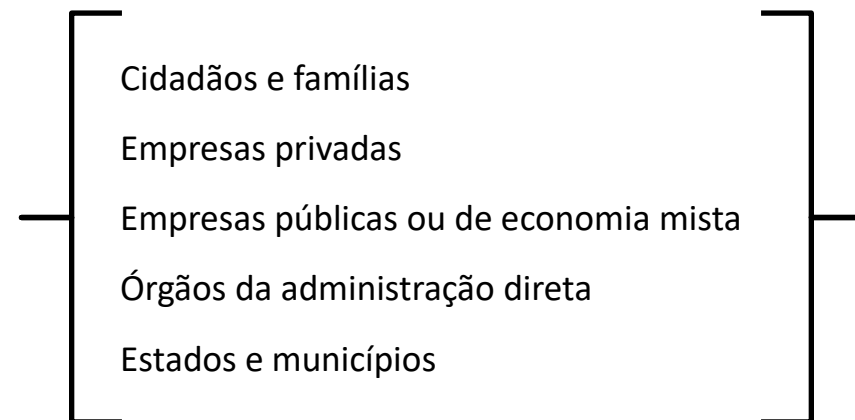 Cidadãos e famílias
Empresas privadas
Empresas públicas ou de economia mista
Órgãos da administração direta
Estados e municípios